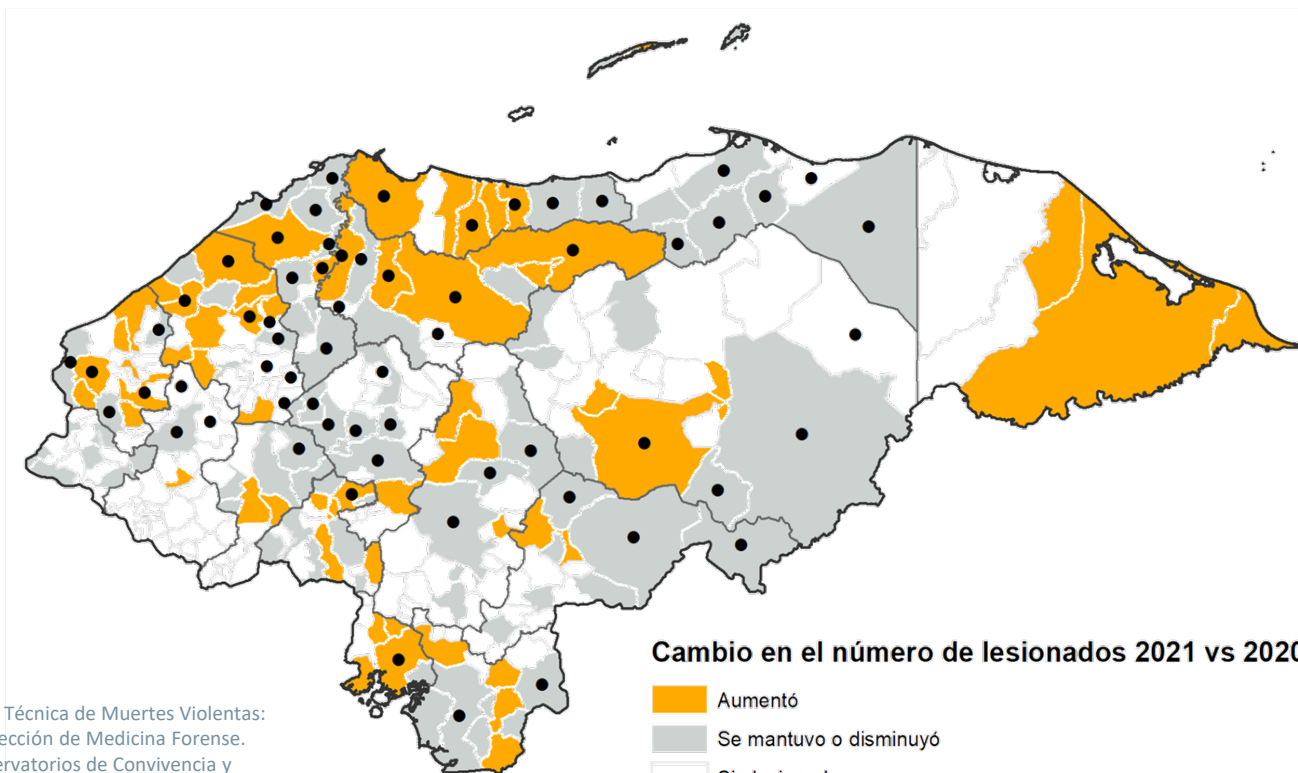 Cambio en el número de lesionados 2021 vs 2020
Aumentó
Se mantuvo o disminuyó
Técnica de Muertes Violentas:
ección de Medicina Forense.
ervatorios de Convivencia y